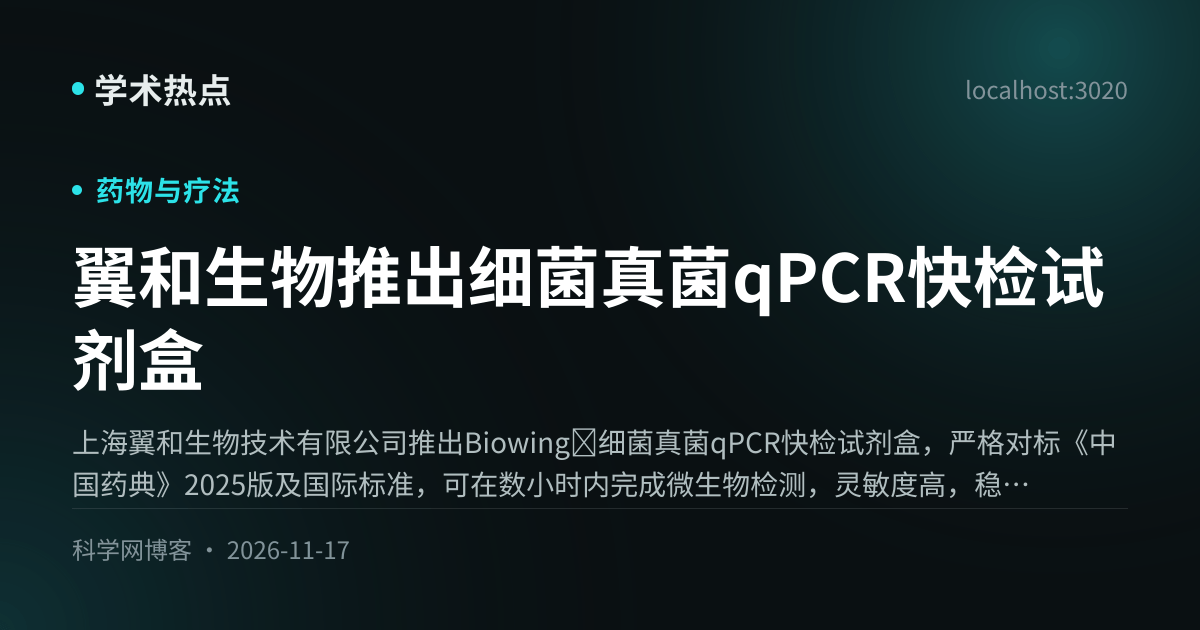 学术热点
localhost:3020
药物与疗法
翼和生物推出细菌真菌qPCR快检试
剂盒
上海翼和生物技术有限公司推出Biowing细菌真菌qPCR快检试剂盒，严格对标《中
国药典》2025版及国际标准，可在数小时内完成微生物检测，灵敏度高，稳…
科学网博客 • 2026-11-17